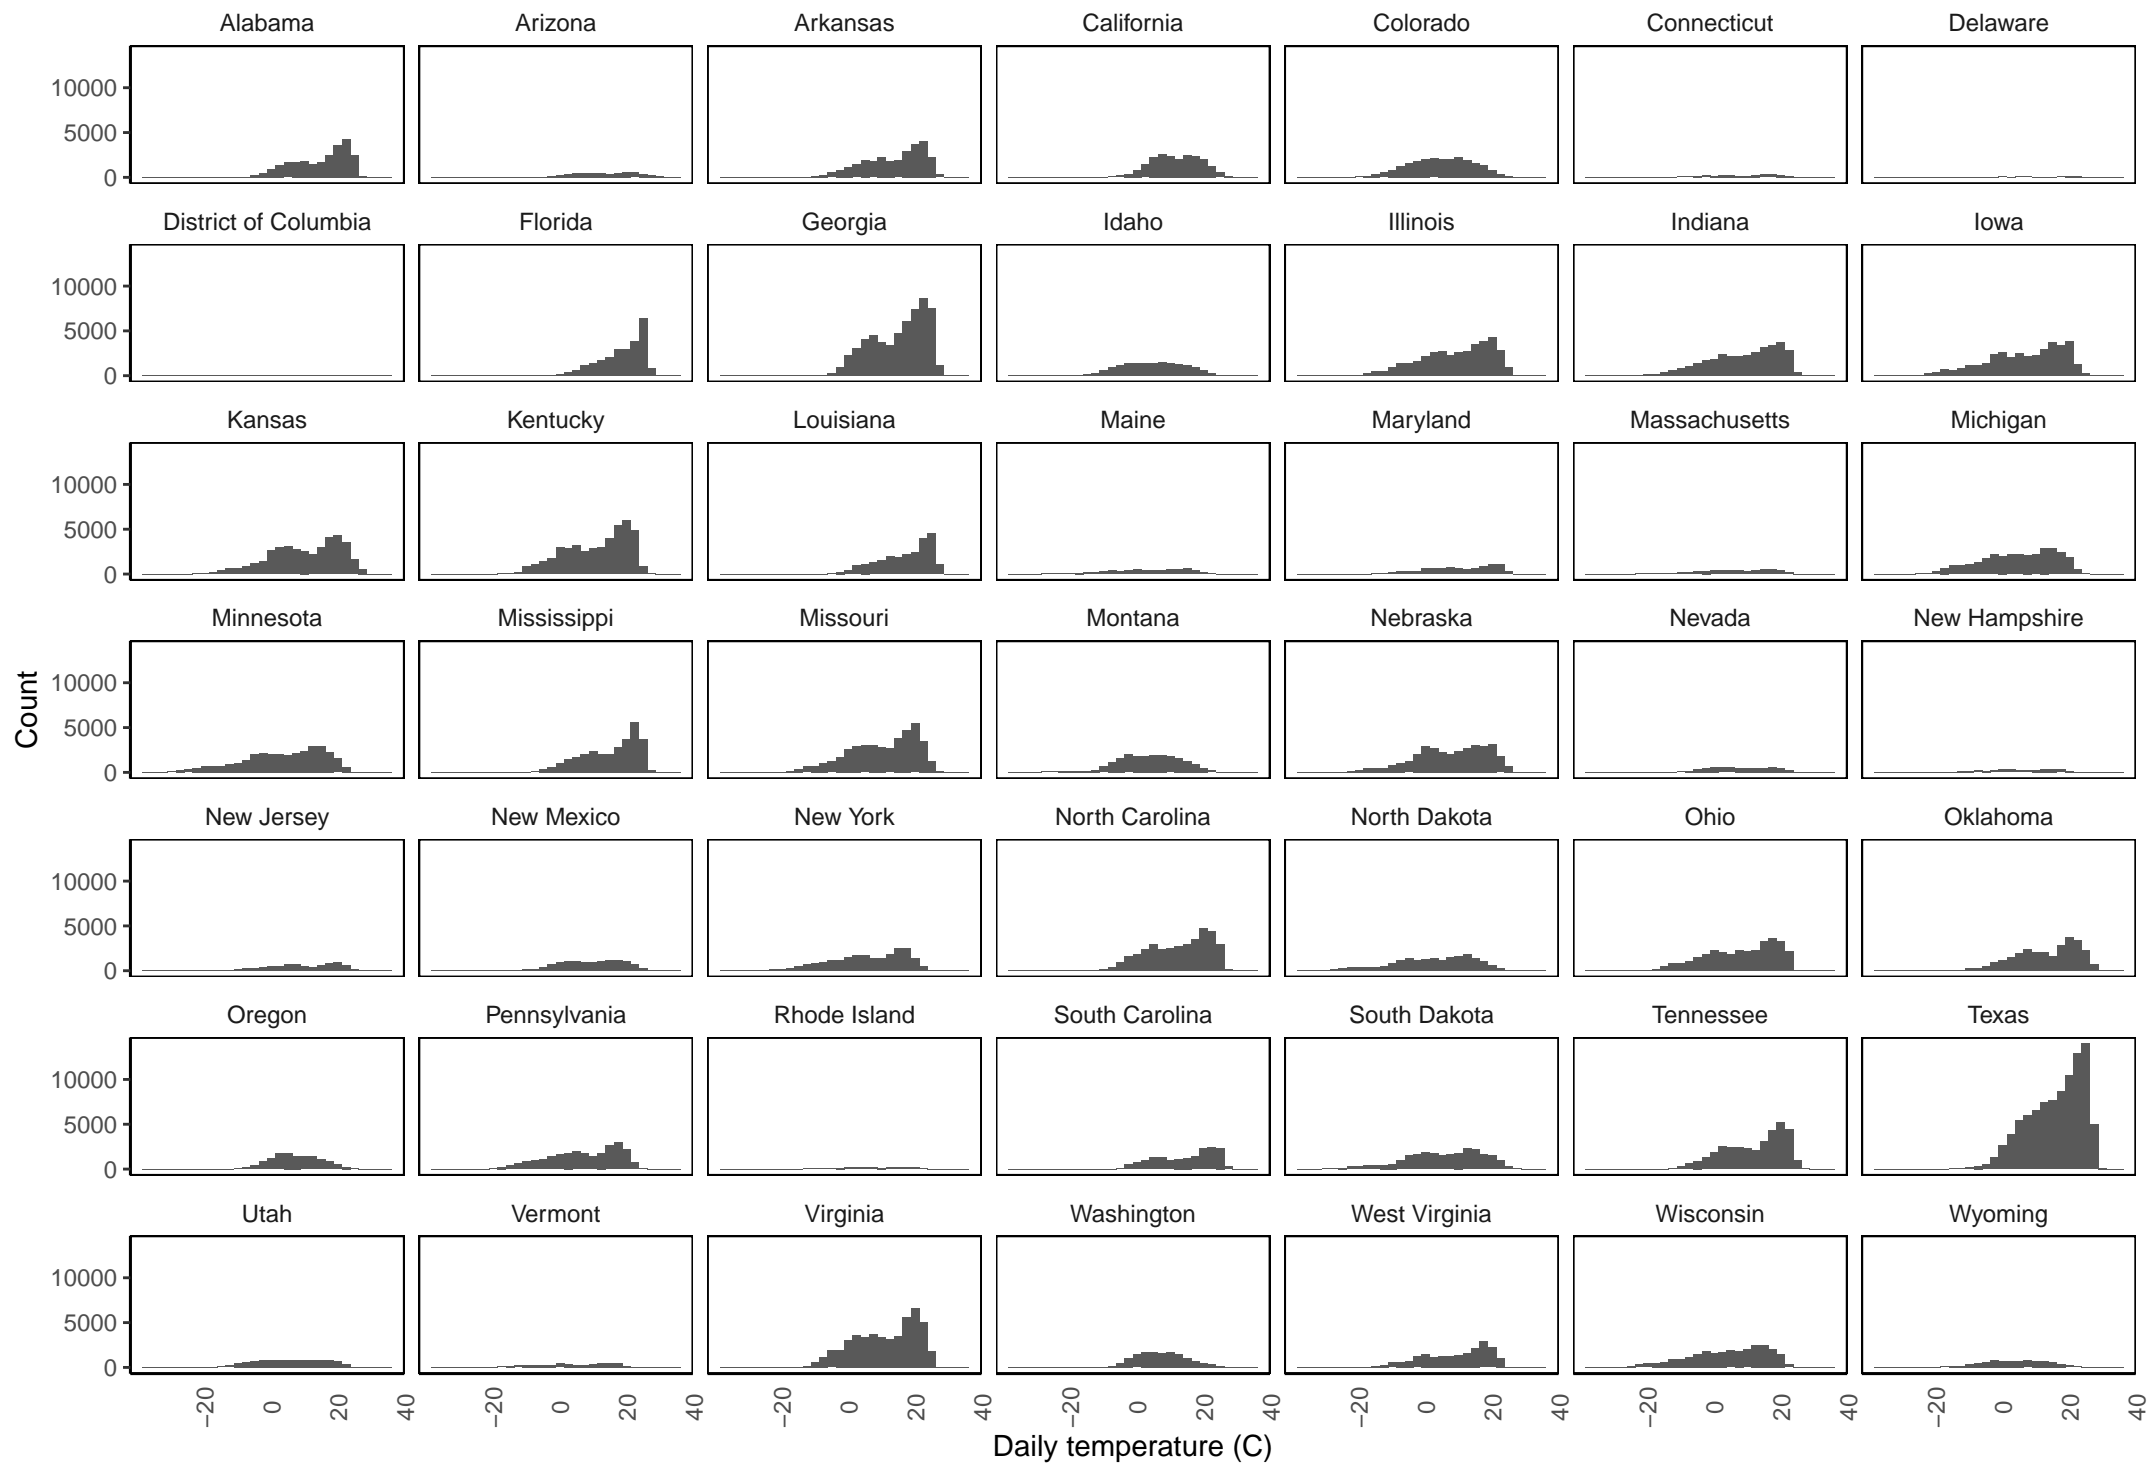 Alabama Arizona Arkansas California Colorado Connecticut Delaware
10000
5000
0
District of Columbia Florida Georgia Idaho Illinois Indiana Iowa
10000
5000
0
Kansas Kentucky Louisiana Maine Maryland Massachusetts Michigan
10000
5000
0
Minnesota Mississippi Missouri Montana Nebraska Nevada New Hampshire
10000
5000
0
Count
New Jersey New Mexico New York North Carolina North Dakota Ohio Oklahoma
10000
5000
0
Oregon Pennsylvania Rhode Island South Carolina South Dakota Tennessee Texas
10000
5000
0
Utah Vermont Virginia Washington West Virginia Wisconsin Wyoming
10000
5000
0
−20 0 20 40 −20 0 20 40 −20 0 20 40 −20 0 20 40 −20 0 20 40 −20 0 20 40 −20 0 20 40
Daily temperature (C)